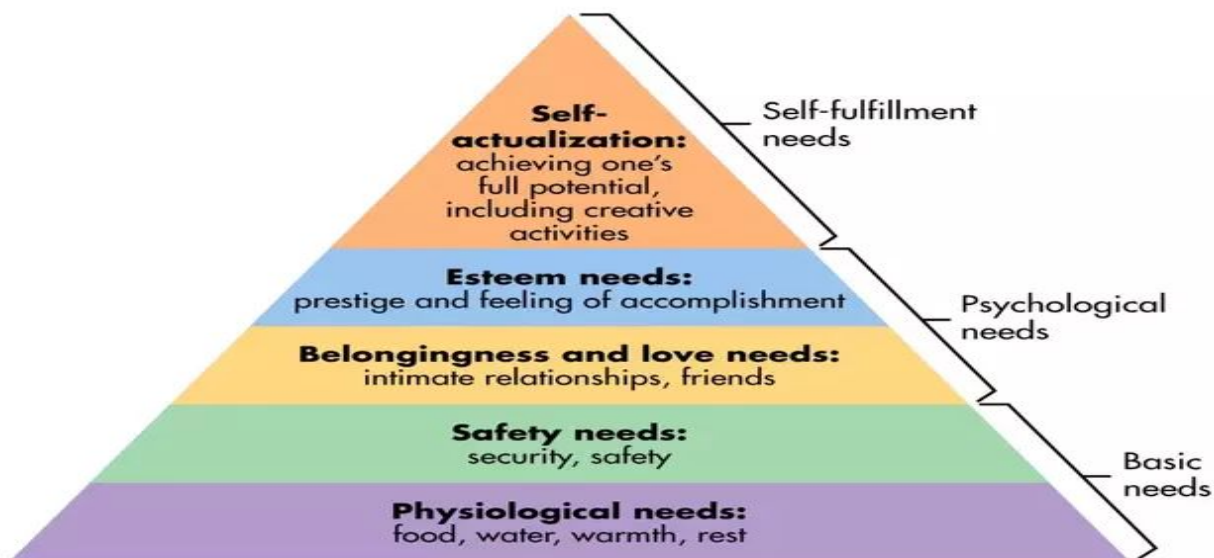 Self-
actualization:
achieving one's
full potential,
including creative
activities
Self-fulfillment
needs
Esteem needs:
prestige and feeling of accomplishment
Psychological
needs
Belongingness and love needs:
intimate relationships, friends
Safety needs:
security, safety
Basic
needs
Physiological needs:
food, water, warmth, rest